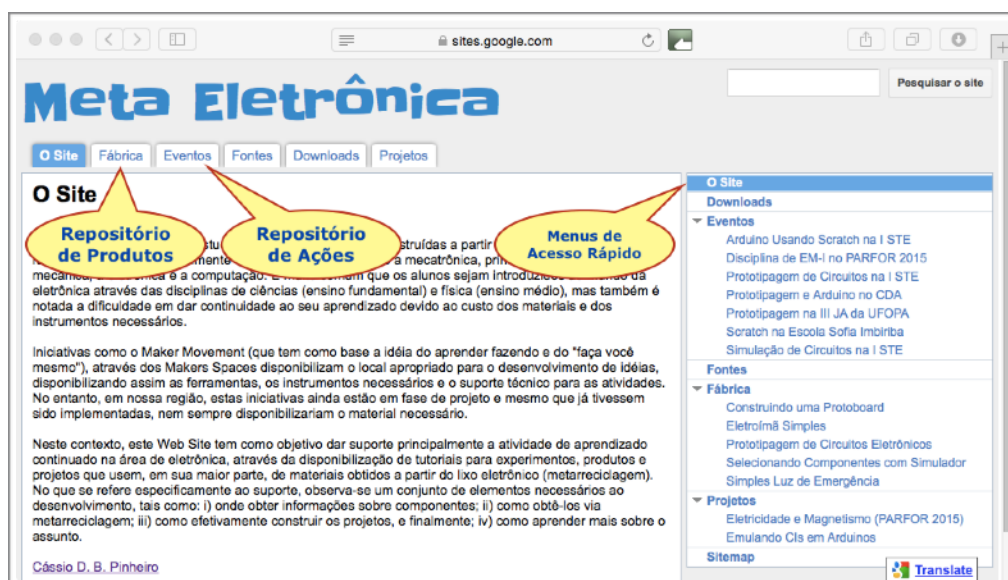 sites.google.com
Meta Eletrônica
Pesquisar o site
O Site
Fábrica
Eventos
Fontes
Downloads
Projetos
O Site
Repositório
de Produtos
Repositório
de Ações
Menus de
Acesso Rápido
mecânica, a eletrônica e a computação. que os alunos sejam introduzidos da
eletrônica através das disciplinas de ciências (ensino fundamental) e física (ensino médio), mas também é
notada a dificuldade em dar continuidade ao seu aprendizado devido ao custo dos materiais e dos
instrumentos necessários.
Iniciativas como o Maker Movement (que tem como base a idéia do aprender fazendo e do "faça você
mesmo"), através dos Makers Spaces disponibilizam o local apropriado para o desenvolvimento de idéias,
disponibilizando assim as ferramentas, os instrumentos necessários e o suporte técnico para as atividades.
No entanto, em nossa região, estas iniciativas ainda estão em fase de projeto e mesmo que já tivessem
sido implementadas, nem sempre disponibilizariam o material necessário.
Neste contexto, este Web Site tem como objetivo dar suporte principalmente a atividade de aprendizado
continuado na área de eletrônica, através da disponibilização de tutoriais para experimentos, produtos e
projetos que usem, em sua maior parte, de materiais obtidos a partir do lixo eletrônico (metarreciclagem).
No que se refere especificamente ao suporte, observa-se um conjunto de elementos necessários ao
desenvolvimento, tais como: i) onde obter informações sobre componentes; ii) como obtê-los via
metarreciclagem; iii) como efetivamente construir os projetos, e finalmente; iv) como aprender mais sobre o
assunto.
Cássio D. B. Pinheiro
O Site
Downloads
Eventos
Arduino Usando Scratch na I STE
Disciplina de EM-I no PARFOR 2015
Prototipagem de Circuitos na I STE
Prototipagem e Arduino no CDA
Prototipagem na III JA da UFOPA
Scratch na Escola Sofia Imbiriba
Simulação de Circuitos na I STE
Fontes
Fábrica
Construindo uma Protoboard
Eletroímã Simples
Prototipagem de Circuitos Eletrônicos
Selecionando Componentes com Simulador
Simples Luz de Emergência
Projetos
Eletricidade e Magnetismo (PARFOR 2015)
Emulando CIs em Arduinos
Sitemap
Translate